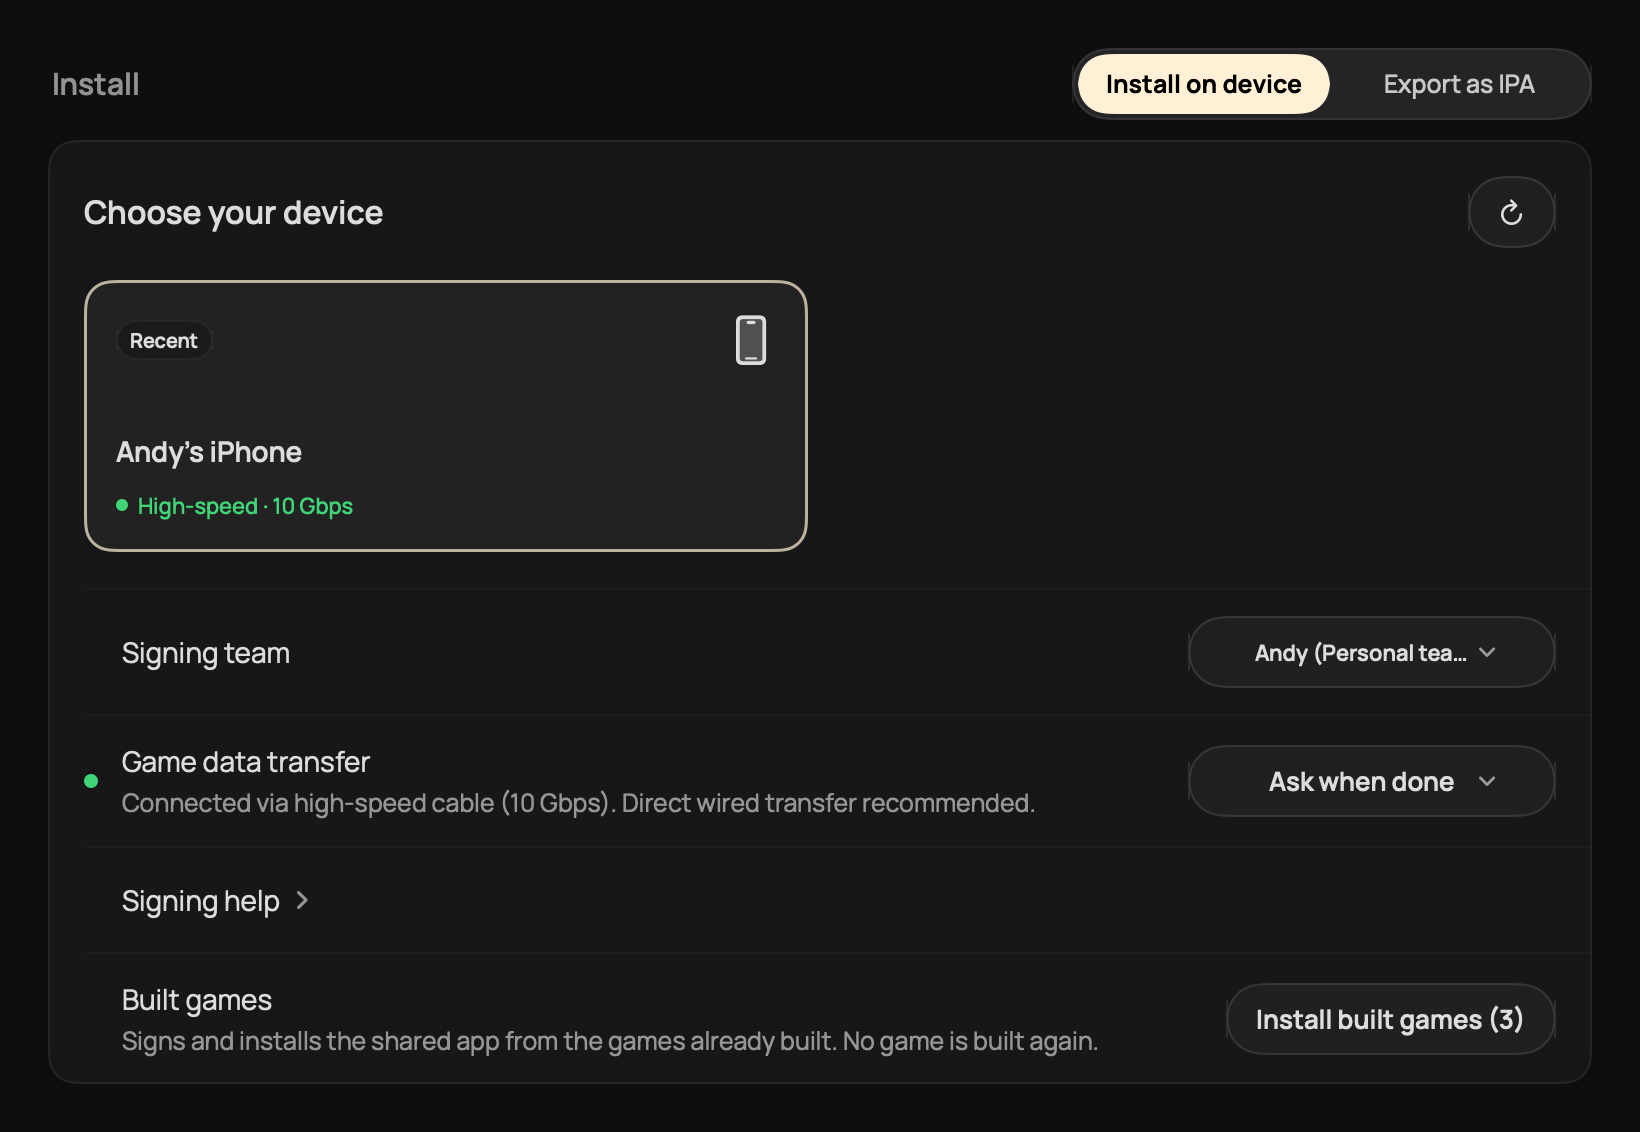 Install
Install on device
Export as IPA
Choose your device
Recent
Andy’s iPhone
High-speed · 10 Gbps
Signing team
Andy (Personal tea...
Game data transfer
Connected via high-speed cable (10 Gbps). Direct wired transfer recommended.
Ask when done
Signing help
Built games
Signs and installs the shared app from the games already built. No game is built again.
Install built games (3)